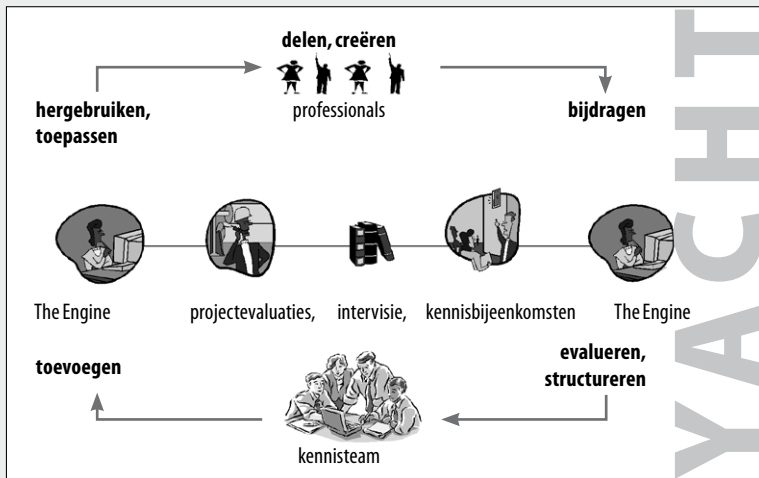 delen, creëren
professionals
hergebruiken,
toepassen
bijdragen
The Engine
projectevaluaties,
intervisie,
kennisbijeenkomsten
The Engine
toevoegen
evalueren,
structureren
kennisteam
YACHT